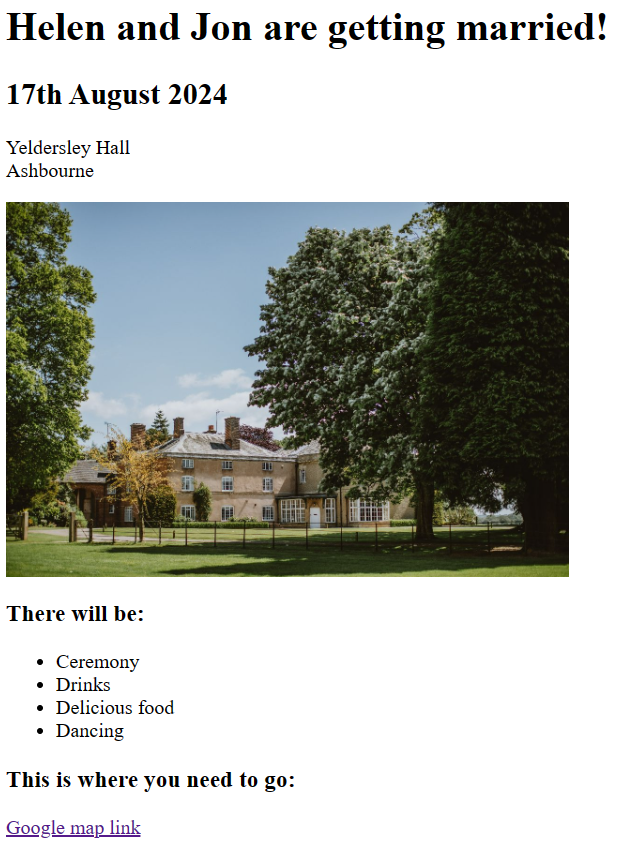 Helen and Jon are getting married!
17th August 2024
Yeldersley Hall
Ashbourne
There will be:
Ceremony
Drinks
Delicious food
Dancing
This is where you need to go:
Google map link